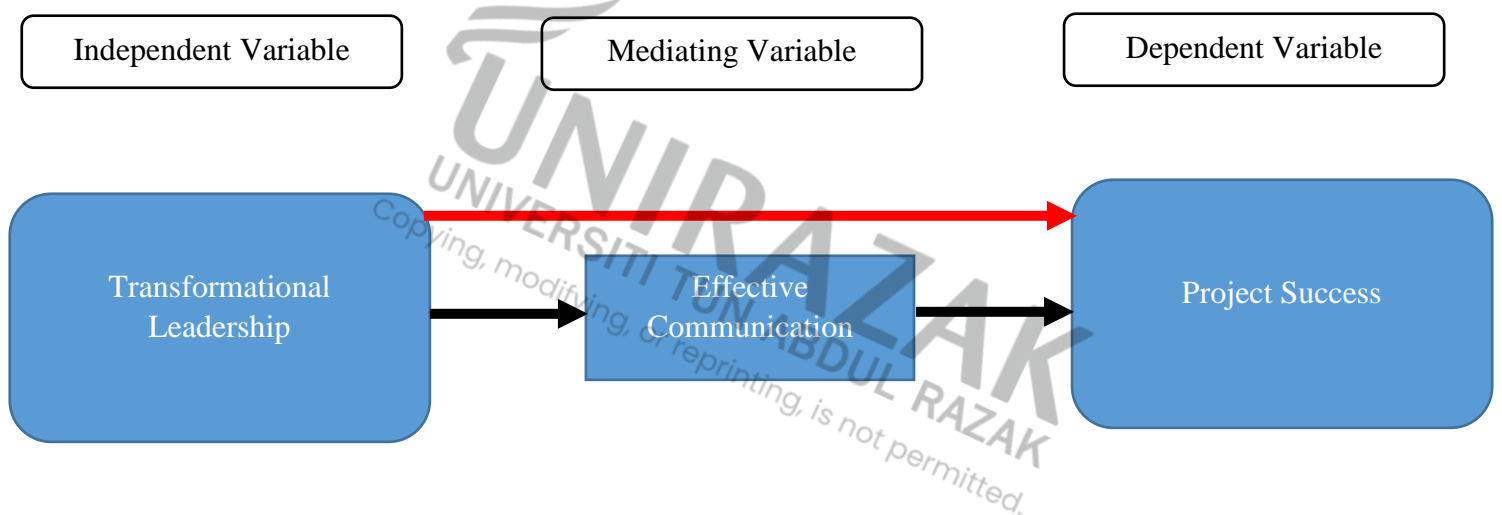 Independent Variable
Mediating Variable
Dependent Variable
UNIRAZAK
UNIVERSITI TUN ABDUL RAZAK
Copying, modifying, or reprinting, is not permitted.
Transformational
Leadership
Effective
Communication
Project Success